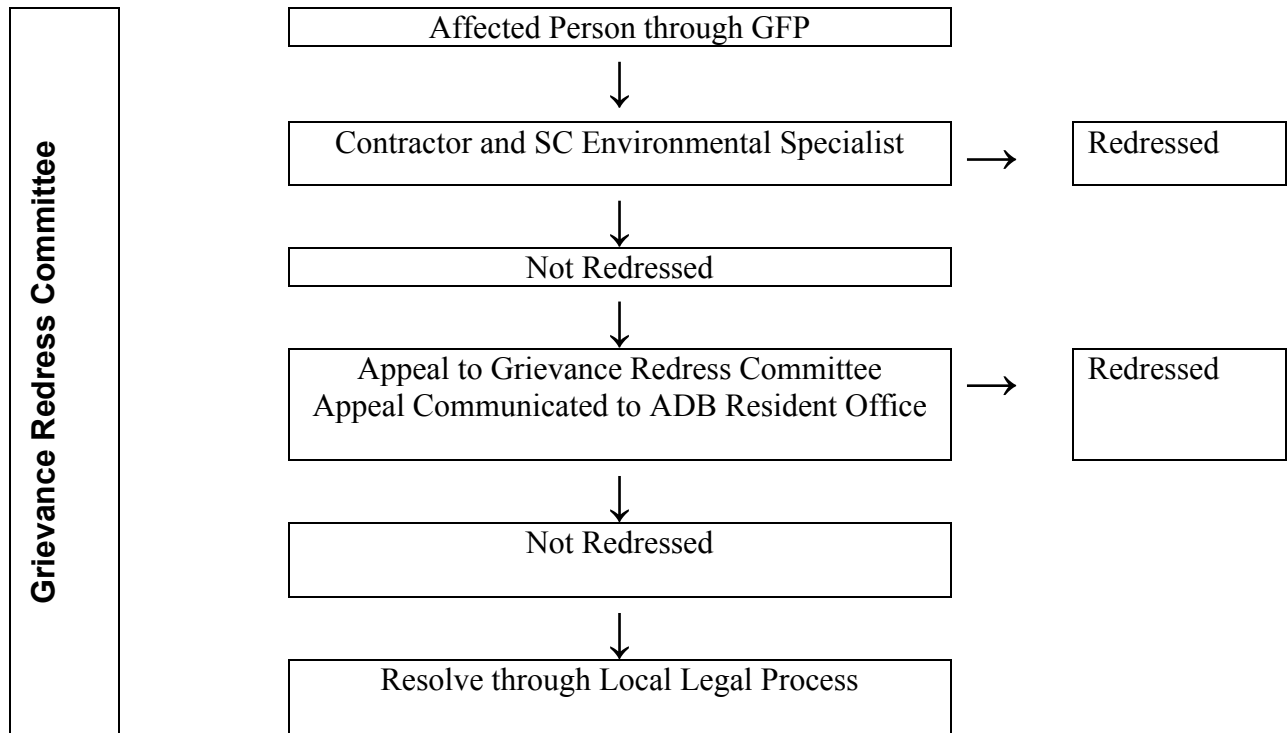 Grievance Redress Committee
Affected Person through GFP
Contractor and SC Environmental Specialist
Redressed
Not Redressed
Appeal to Grievance Redress Committee
Appeal Communicated to ADB Resident Office
Redressed
Not Redressed
Resolve through Local Legal Process